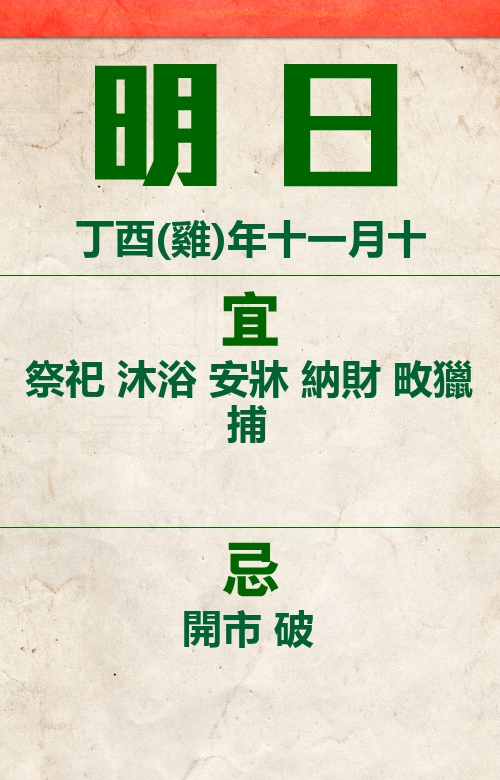 明日
丁酉(雞)年十一月十
宜
祭祀 沐浴 安牀 納財 畋獵
捕
忌
開市 破